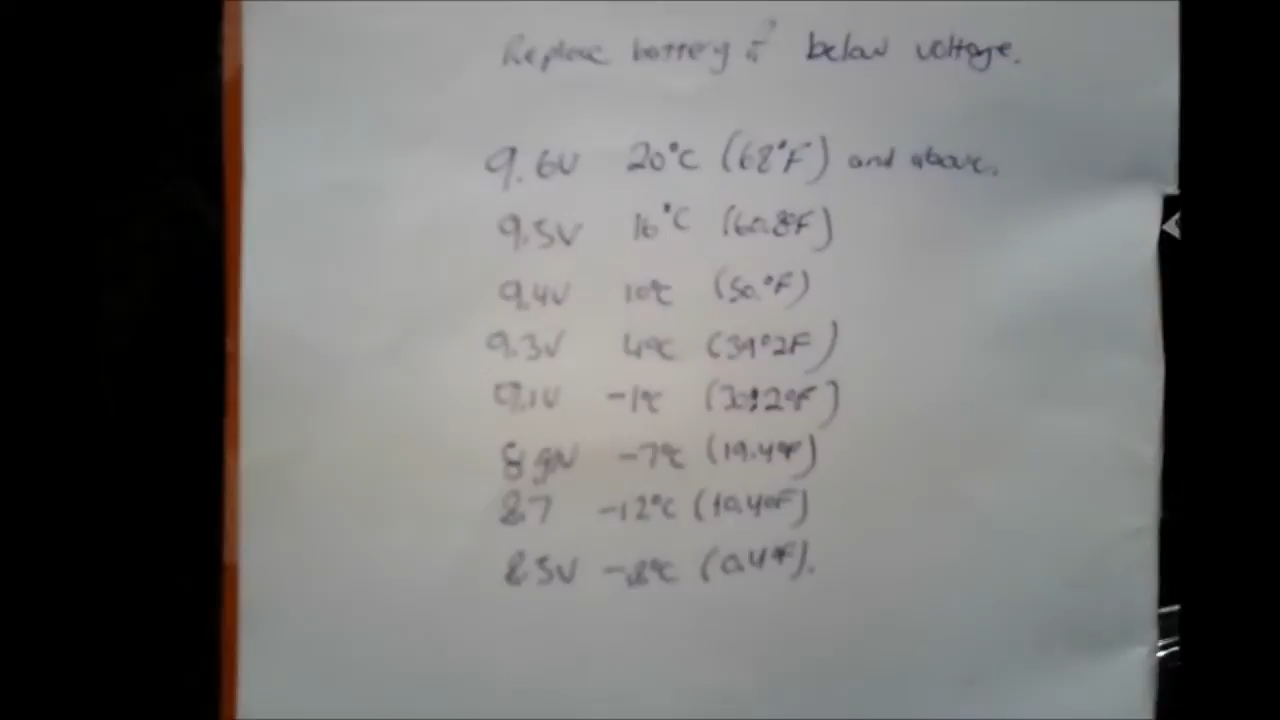 Replace battery if below voltage.
9.6V 20°C (68°F) and above.
9.5V 16°C (60.8°F)
9.4V 10°C (50.°F)
9.3V 4°C (39°2F)
9.1V -1°C (30.2°F)
8.9V -7°C (19.4°F)
8.7 -12°C (10.4°F)
8.5V -18°C (0.4°F).